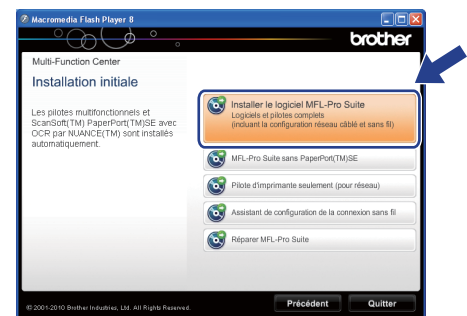 Macromedia Flash Player 8
brother
Multi-Function Center
Installation initiale
Les pilotes multifonctionnels et
ScanSoft(TM) PaperPort(TM)SE avec
OCR par NUANCE(TM) sont installés
automatiquement.
Installer le logiciel MFL-Pro Suite
Logiciels et pilotes complets
(incluant la configuration réseau câblé et sans fil)
MFL-Pro Suite sans PaperPort(TM)SE
Pilote d'imprimante seulement (pour réseau)
Assistant de configuration de la connexion sans fil
Réparer MFL-Pro Suite
© 2001-2010 Brother Industries, Ltd. All Rights Reserved.
Précédent
Quitter